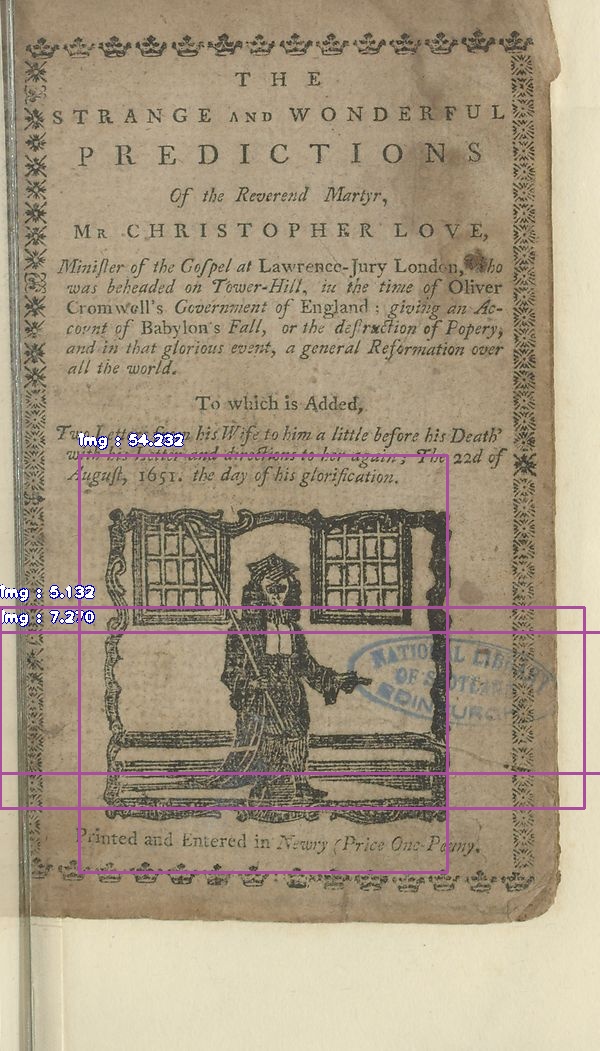 THE
STRANGE AND WONDERFUL
PREDICTIONS
Of the Reverend Martyr,
MR CHRISTOPHER LOVE,
Miniſter of the Goſpel at Lawrence-Jury London, who
was beheaded on Tower-Hill, in the time of Oliver
Cromwell's Government of England; giving an Ac-
count of Babylon's Fall, or the deſtruction of Popery,
and in that glorious event, a general Reformation over
all the world.
To which is Added,
Two Letters from his Wife to him a little before his Death
img : 54.232
with his Letter and directions to her again; The 22d of
Auguſt, 1651. the day of his glorification.
img : 5.132
img : 7.270
NATIONAL LIBRARY
OF SCOTLAND
EDINBURGH
Printed and Entered in Newry (Price One-Penny.